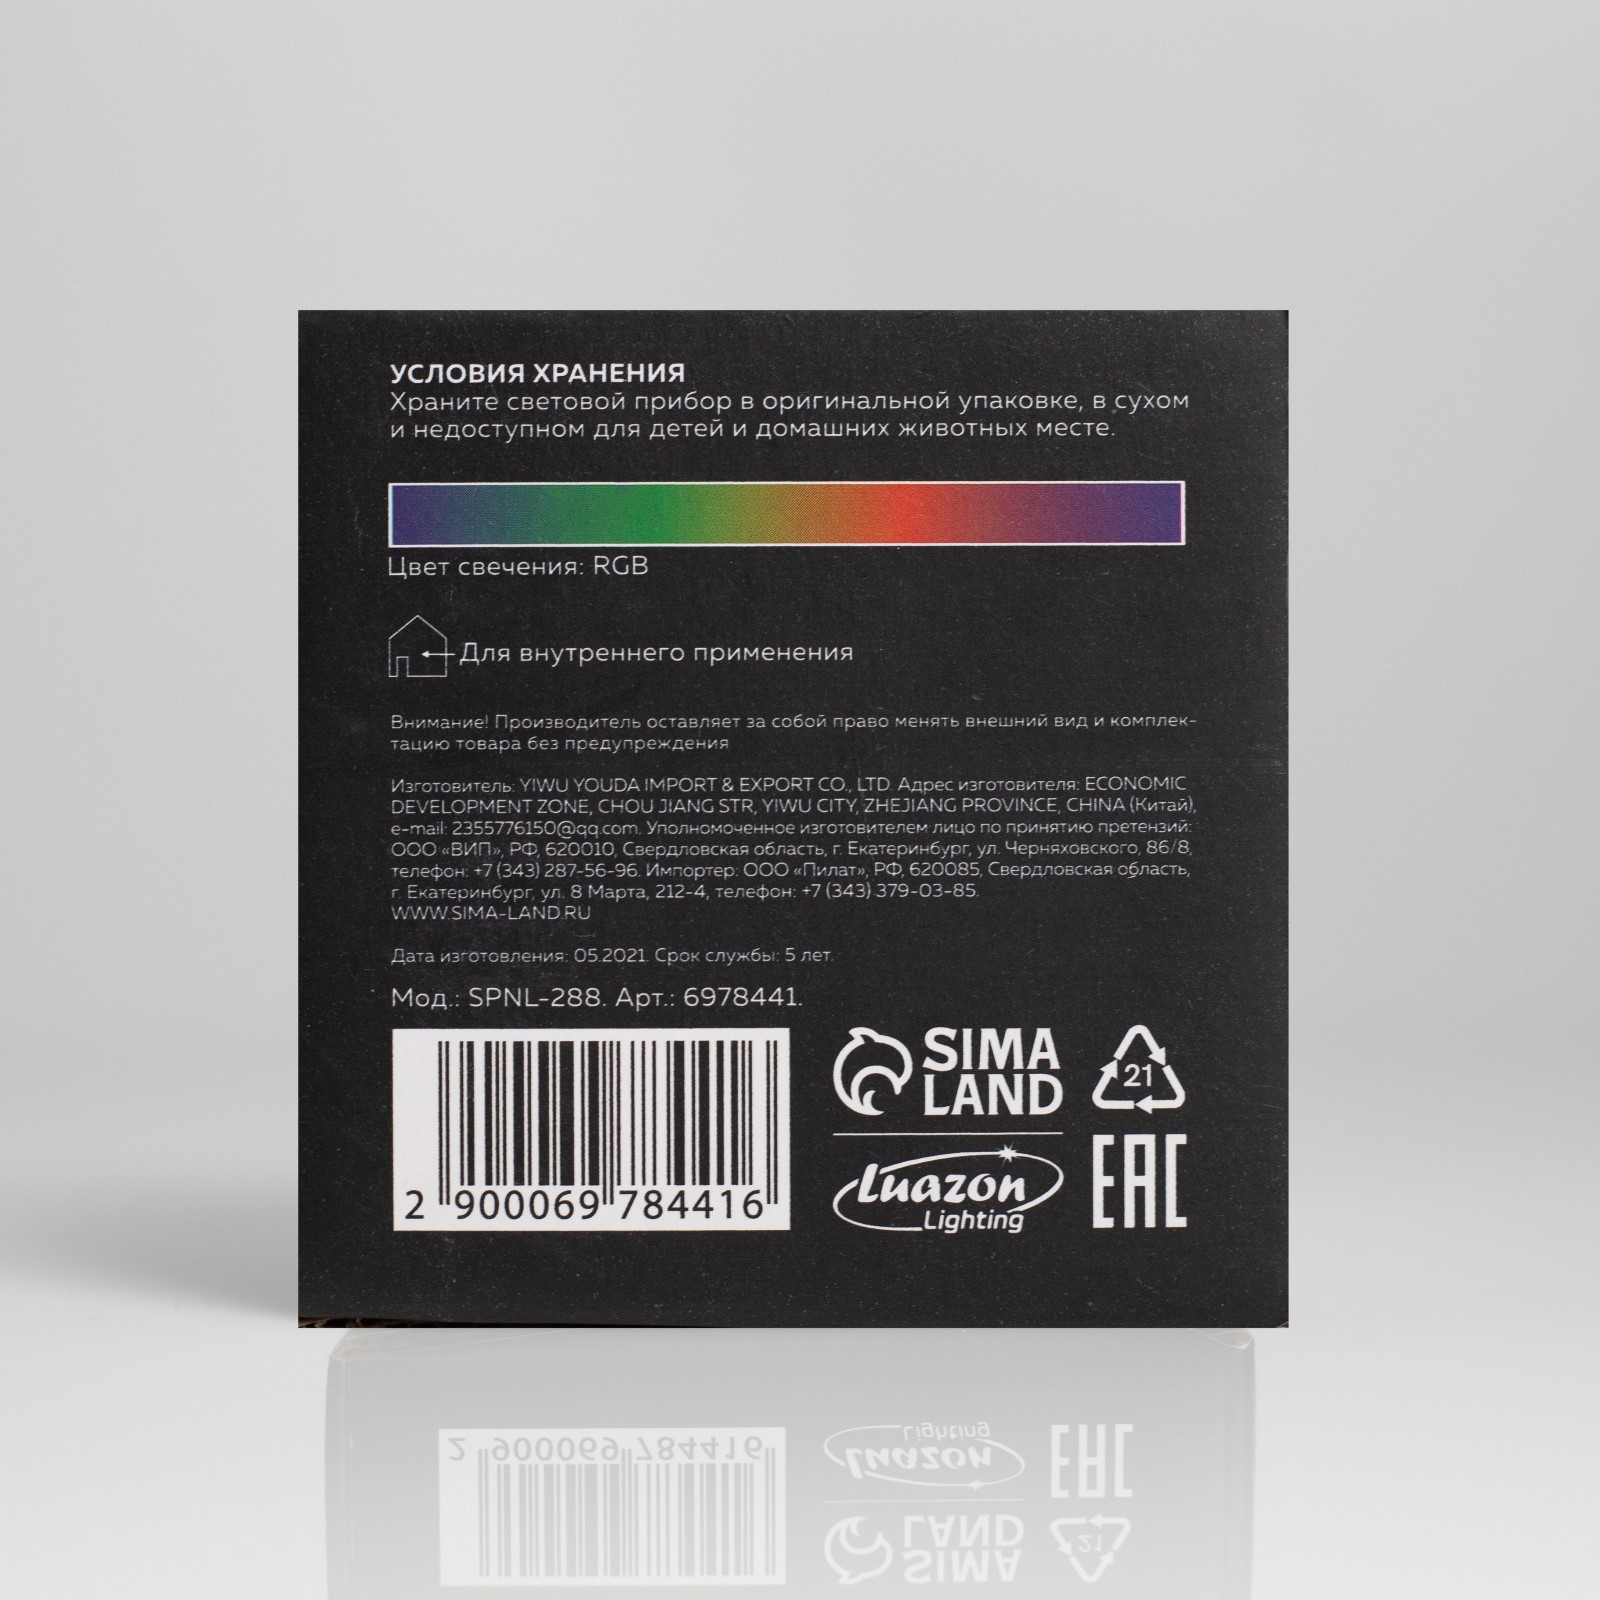 УСЛОВИЯ ХРАНЕНИЯ
Храните световой прибор в оригинальной упаковке, в сухом
и недоступном для детей и домашних животных месте.
Цвет свечения: RGB
Для внутреннего применения
Внимание! Производитель оставляет за собой право менять внешний вид и комплек-
тацию товара без предупреждения
Изготовитель: YIWU YOUDA IMPORT & EXPORT CO., LTD. Адрес изготовителя: ECONOMIC
DEVELOPMENT ZONE, CHOU JIANG STR, YIWU CITY, ZHEJIANG PROVINCE, CHINA (Китай),
e-mail: 2355776150@qq.com. Уполномоченное изготовителем лицо по принятию претензий:
ООО «ВИП», РФ, 620010, Свердловская область, г. Екатеринбург, ул. Черняховского, 86/8,
телефон: +7 (343) 287-56-96. Импортер: ООО «Пилат», РФ, 620085, Свердловская область,
г. Екатеринбург, ул. 8 Марта, 212-4, телефон: +7 (343) 379-03-85.
WWW.SIMA-LAND.RU
Дата изготовления: 05.2021. Срок службы: 5 лет.
Мод.: SPNL-288. Арт.: 6978441.
2 900069 784416
SIMA
LAND
21
Luazon
Lighting
EAC